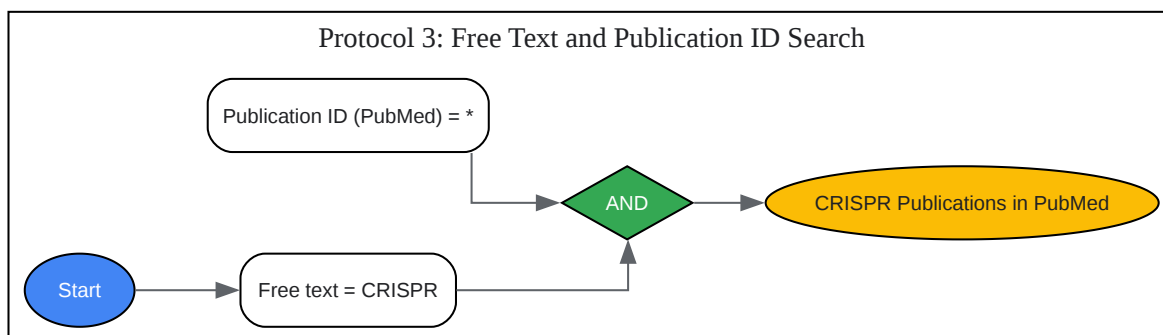 Protocol 3: Free Text and Publication ID Search
Publication ID (PubMed) = *
AND
CRISPR Publications in PubMed
Start
Free text = CRISPR